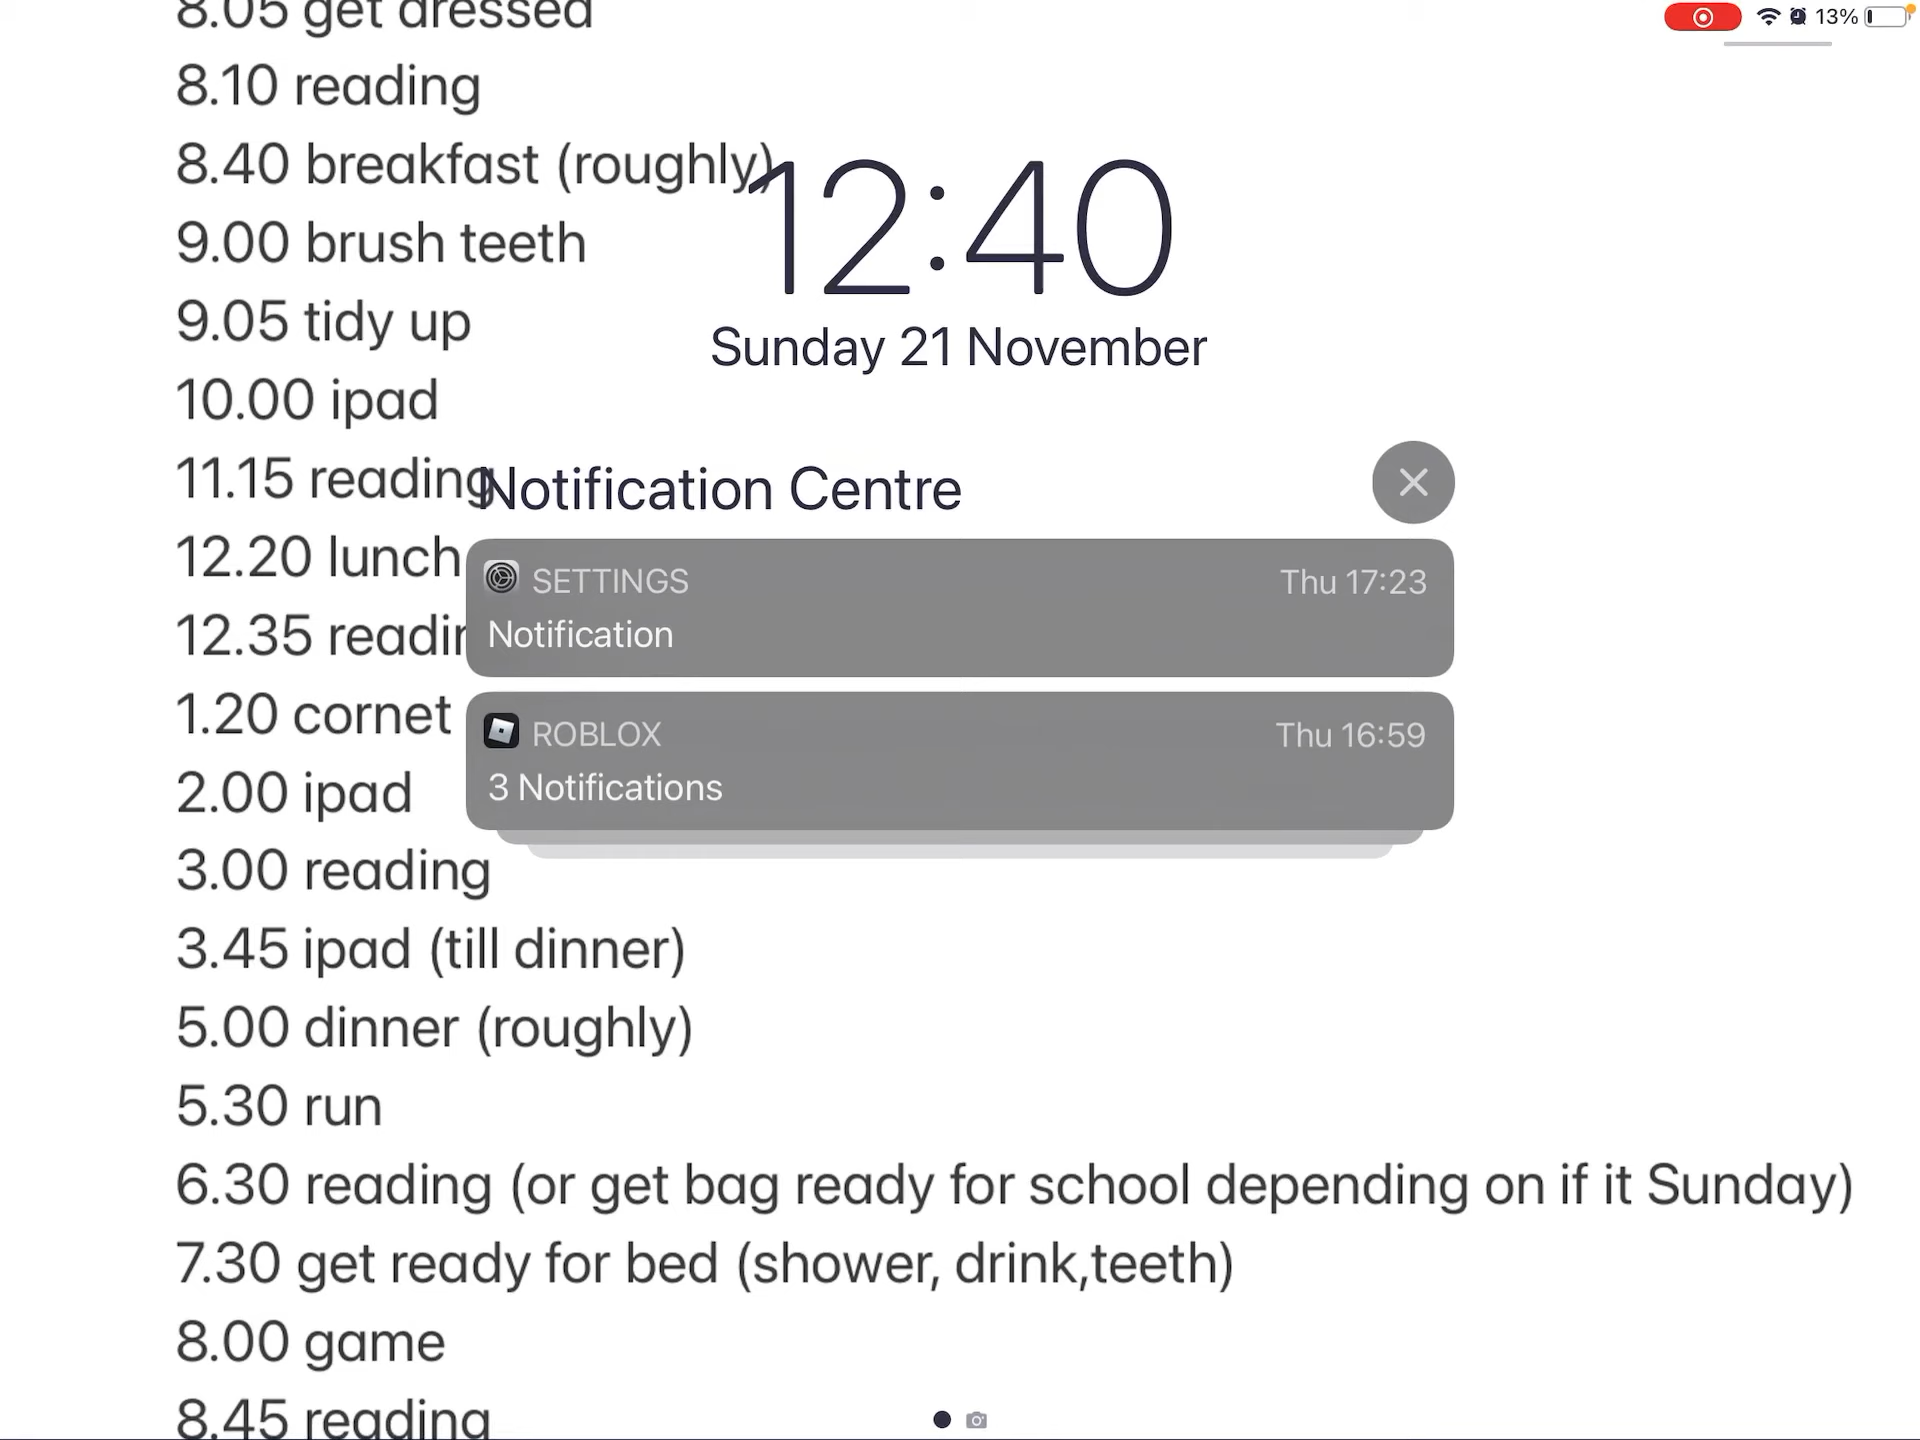 8.05 get dressed
13%
8.10 reading
8.40 breakfast (roughly)
12:40
9.00 brush teeth
9.05 tidy up
Sunday 21 November
10.00 ipad
11.15 reading
Notification Centre
12.20 lunch
SETTINGS
Thu 17:23
Notification
12.35 readin
1.20 cornet
ROBLOX
Thu 16:59
3 Notifications
2.00 ipad
3.00 reading
3.45 ipad (till dinner)
5.00 dinner (roughly)
5.30 run
6.30 reading (or get bag ready for school depending on if it Sunday)
7.30 get ready for bed (shower, drink,teeth)
8.00 game
8.45 reading